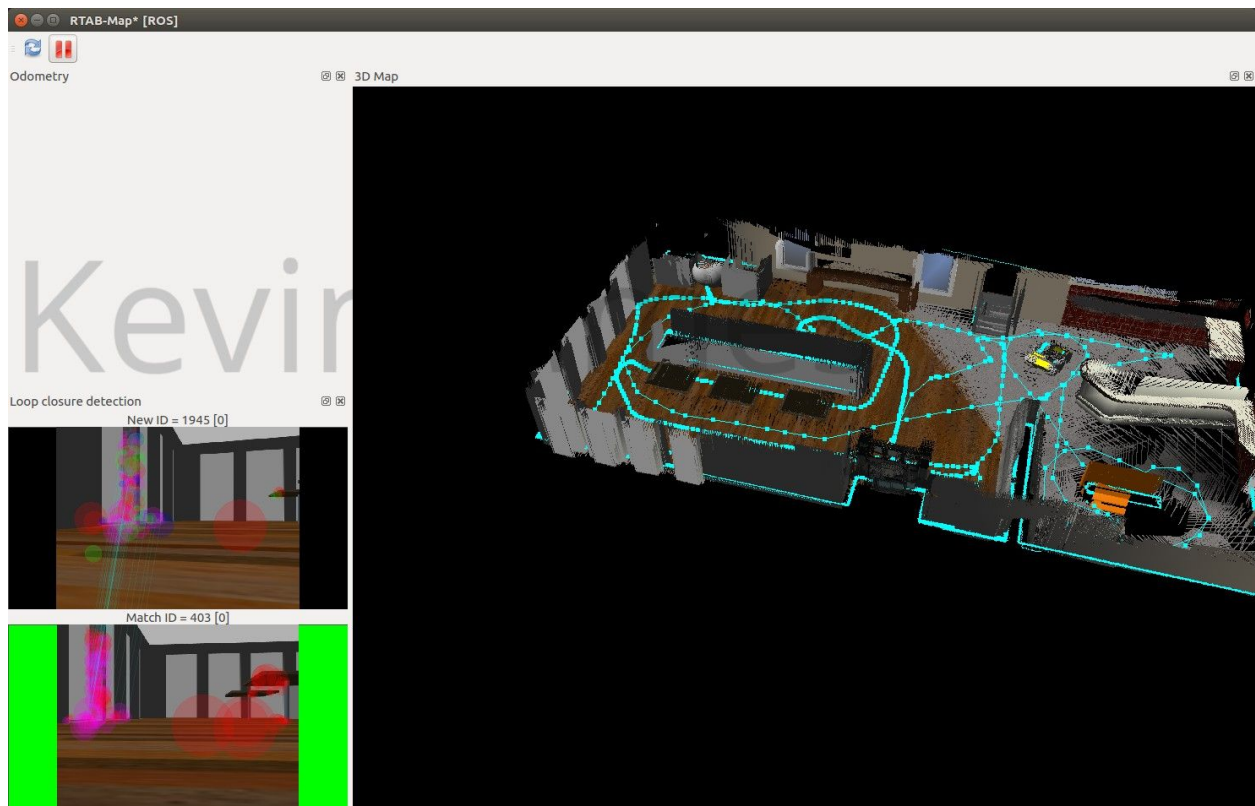 RTAB-Map* [ROS]
Odometry
3D Map
Kevin
Loop closure detection
New ID = 1945 [0]
Match ID = 403 [0]